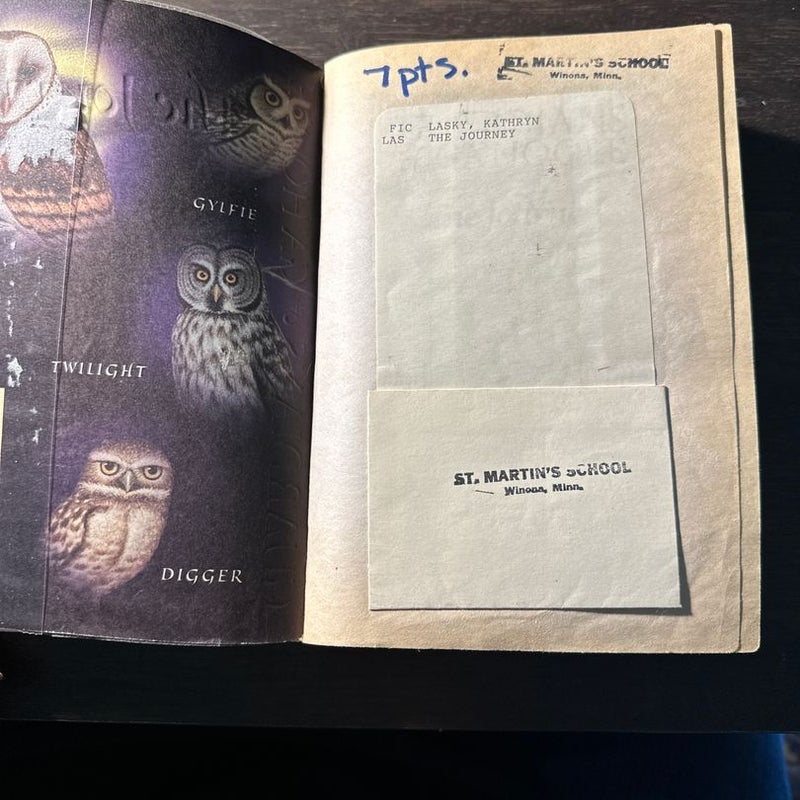 GYLFIE
TWILIGHT
DIGGER
7pts.
ST. MARTIN'S SCHOOL
Winona, Minn.
FIC LASKY, KATHRYN
LAS THE JOURNEY
ST. MARTIN'S SCHOOL
Winona, Minn.